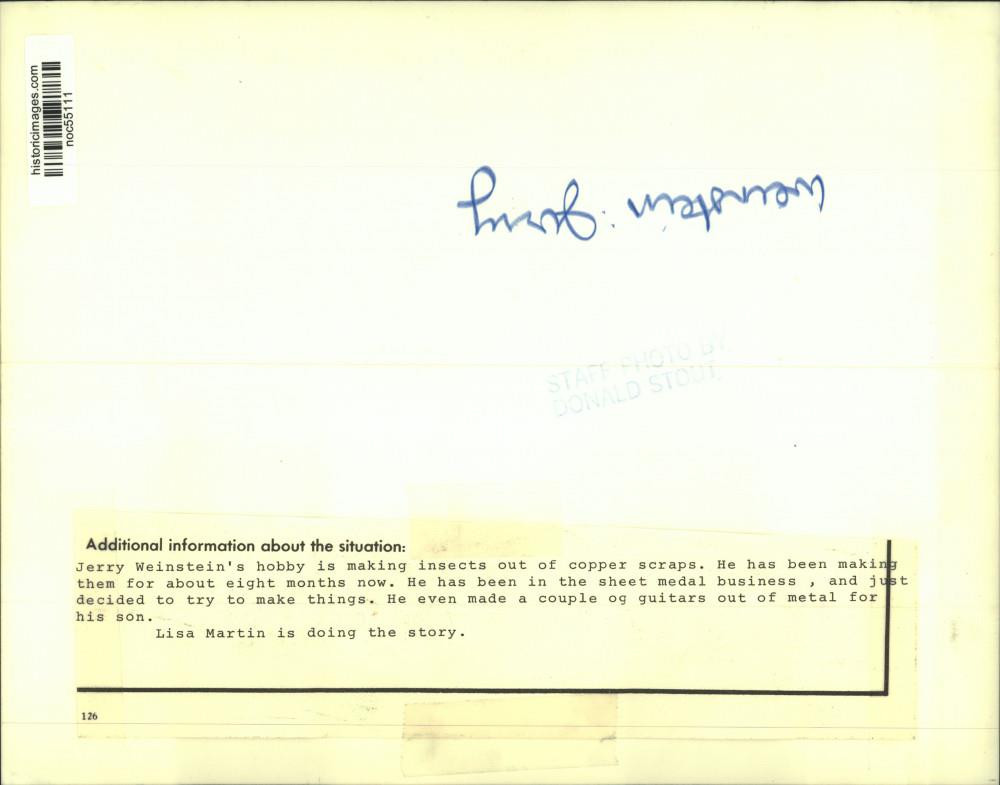 historicimages.com
noc55111
Weinstein, Jerry
STAFF PHOTO BY
DONALD STOUT.
Additional information about the situation:
Jerry Weinstein's hobby is making insects out of copper scraps. He has been making
them for about eight months now. He has been in the sheet medal business , and just
decided to try to make things. He even made a couple og guitars out of metal for
his son.
Lisa Martin is doing the story.
126